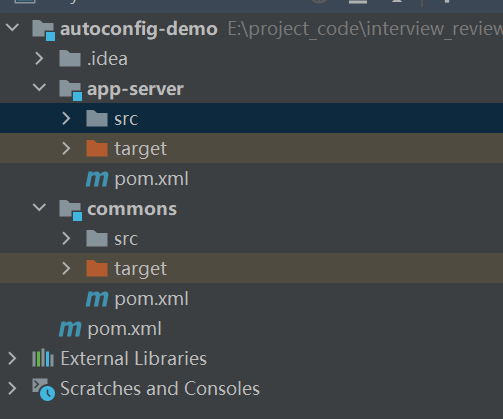 autoconfig-demo E:\project_code\interview_review
.idea
app-server
src
target
pom.xml
commons
src
target
pom.xml
pom.xml
External Libraries
Scratches and Consoles